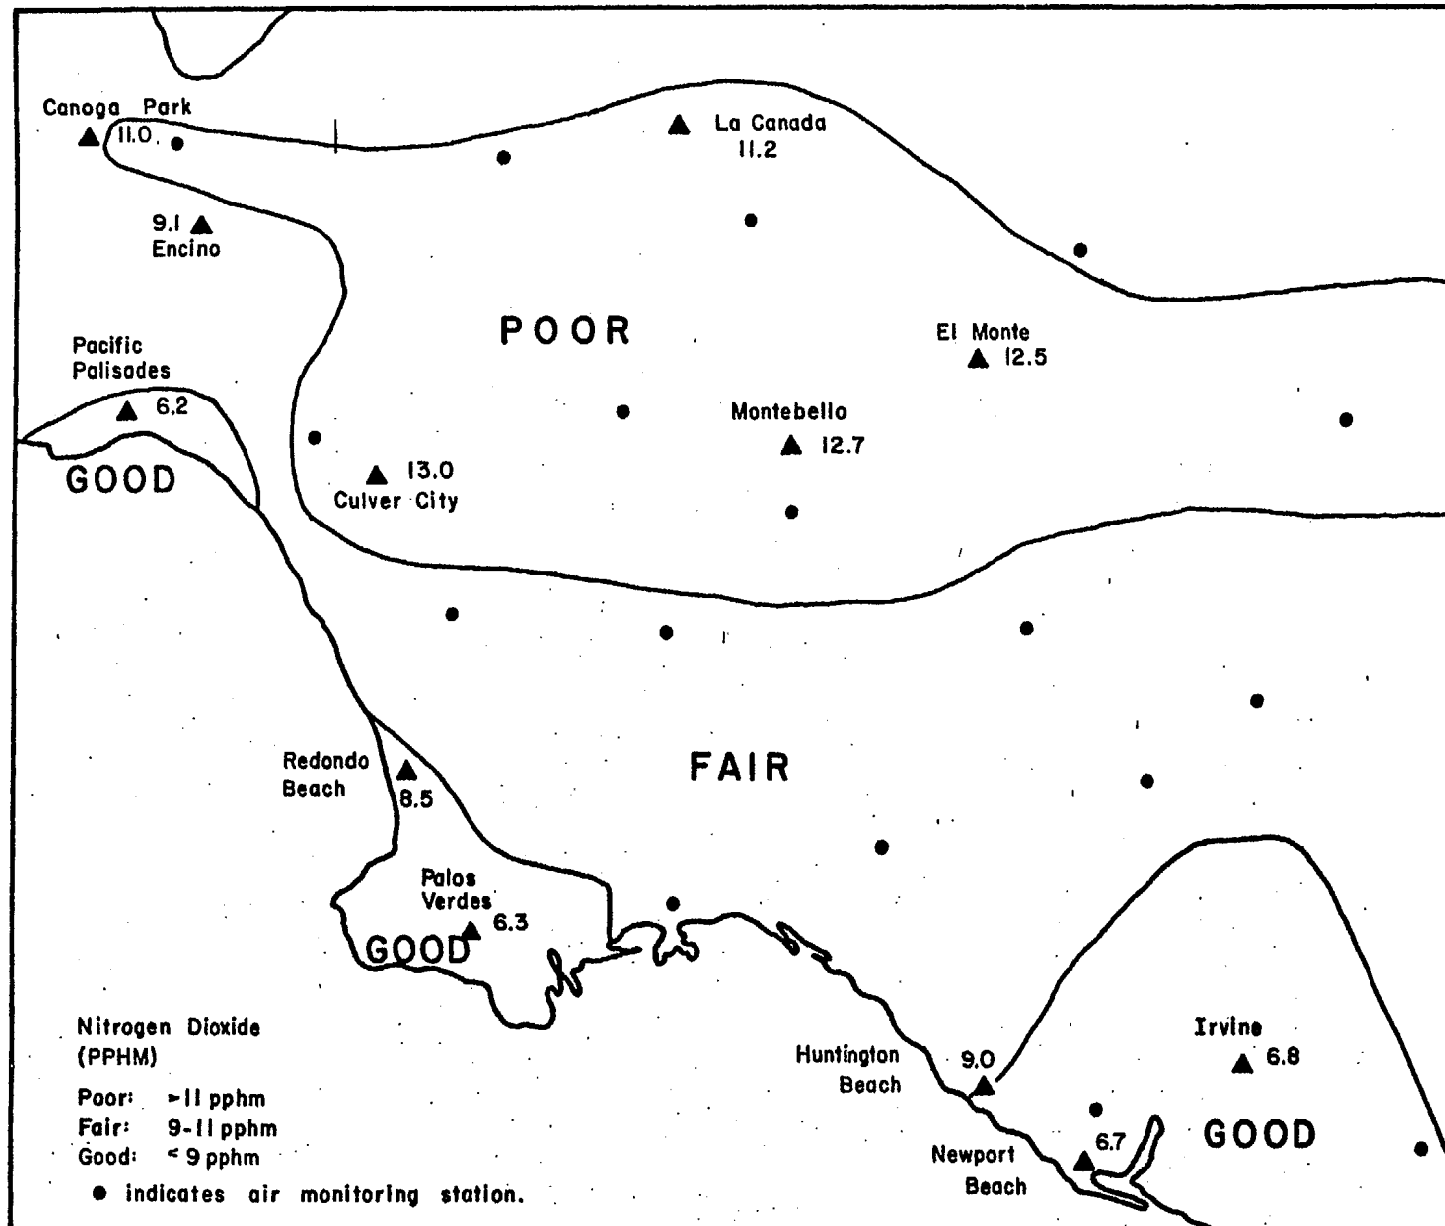 Canoga Park
11.0
La Canada
11.2
9.1
Encino
POOR
El Monte
12.5
Pacific
Palisades
6.2
Montebello
12.7
GOOD
13.0
Culver City
Redondo
Beach
8.5
FAIR
Palos
Verdes
6.3
GOOD
Nitrogen Dioxide
(PPHM)
Poor: >11 pphm
Fair: 9-11 pphm
Good: < 9 pphm
● indicates air monitoring station.
Huntington
Beach
9.0
Irvine
6.8
GOOD
Newport
Beach
6.7